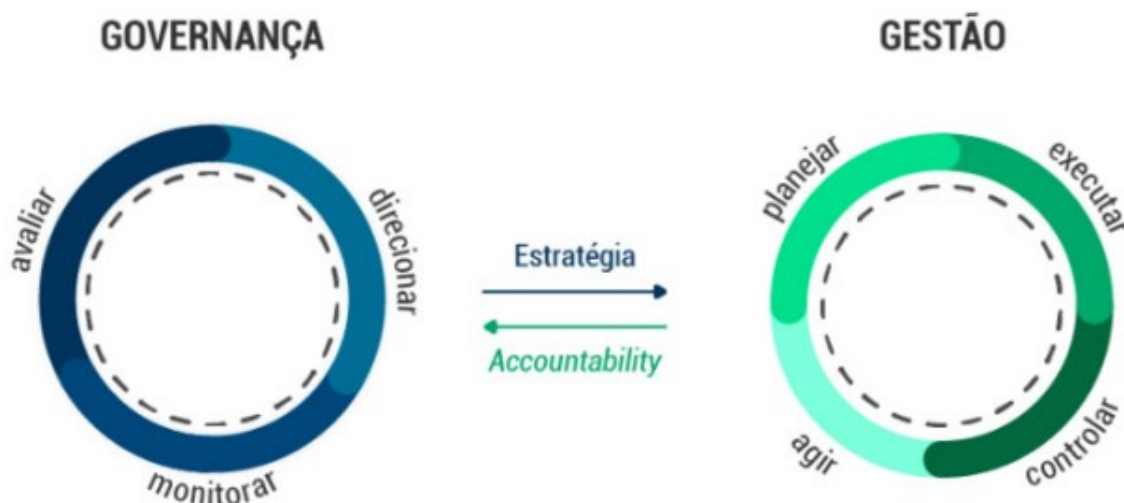 GOVERNANÇA
GESTÃO
avaliar
direcionar
monitorar
Estratégia
Accountability
planejar
executar
agir
controlar